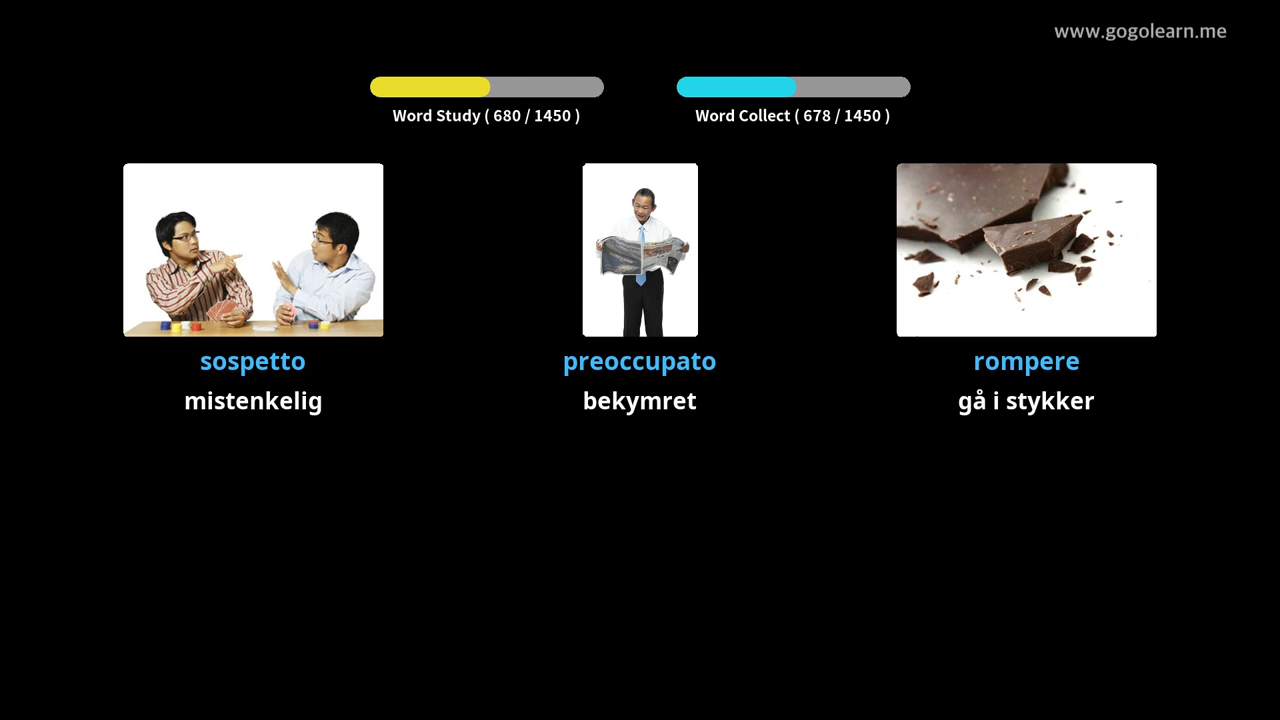 www.gogolearn.me
Word Study ( 680 / 1450 )
Word Collect ( 678 / 1450 )
sospetto
mistenkelig
preoccupato
bekymret
rompere
gå i stykker